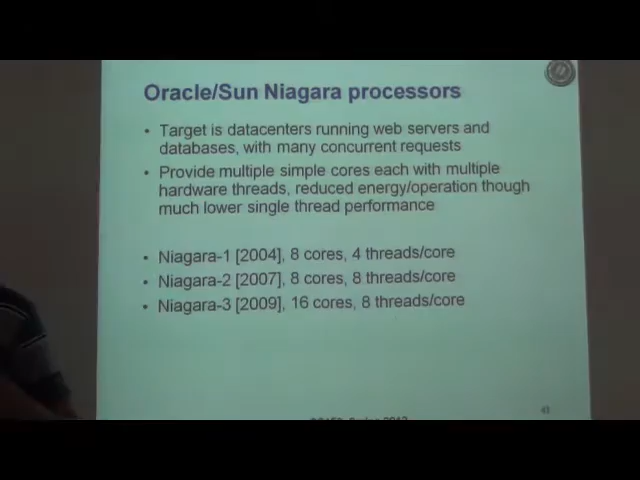 Oracle/Sun Niagara processors
• Target is datacenters running web servers and
databases, with many concurrent requests
• Provide multiple simple cores each with multiple
hardware threads, reduced energy/operation though
much lower single thread performance
• Niagara-1 [2004], 8 cores, 4 threads/core
• Niagara-2 [2007], 8 cores, 8 threads/core
• Niagara-3 [2009], 16 cores, 8 threads/core